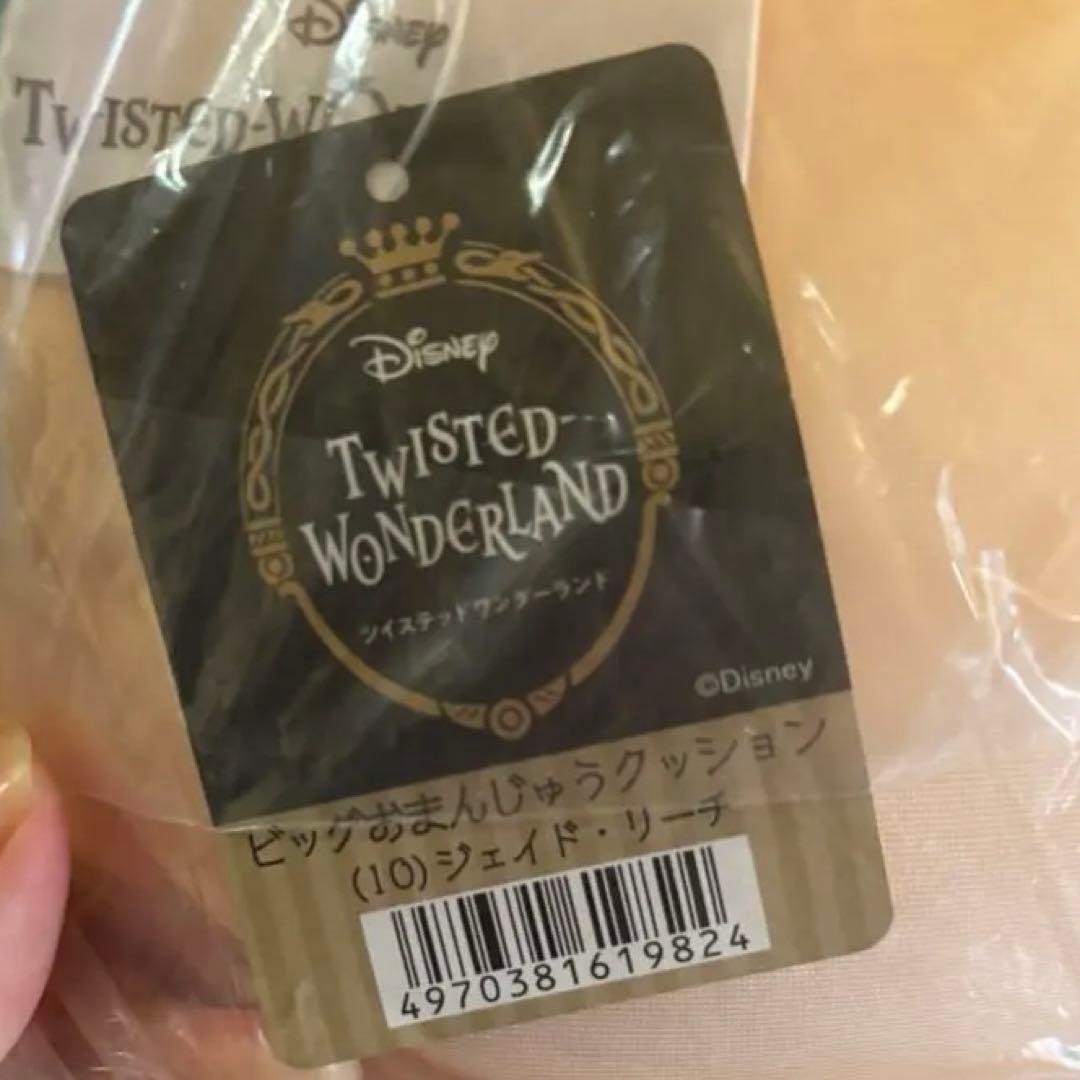 Disney
TWISTED-WO
Disney
TWISTED-
WONDERLAND
ツイステッドワンダーランド
©Disney
ビッグおまんじゅうクッション
(10)ジェイド・リーチ
4970381619824